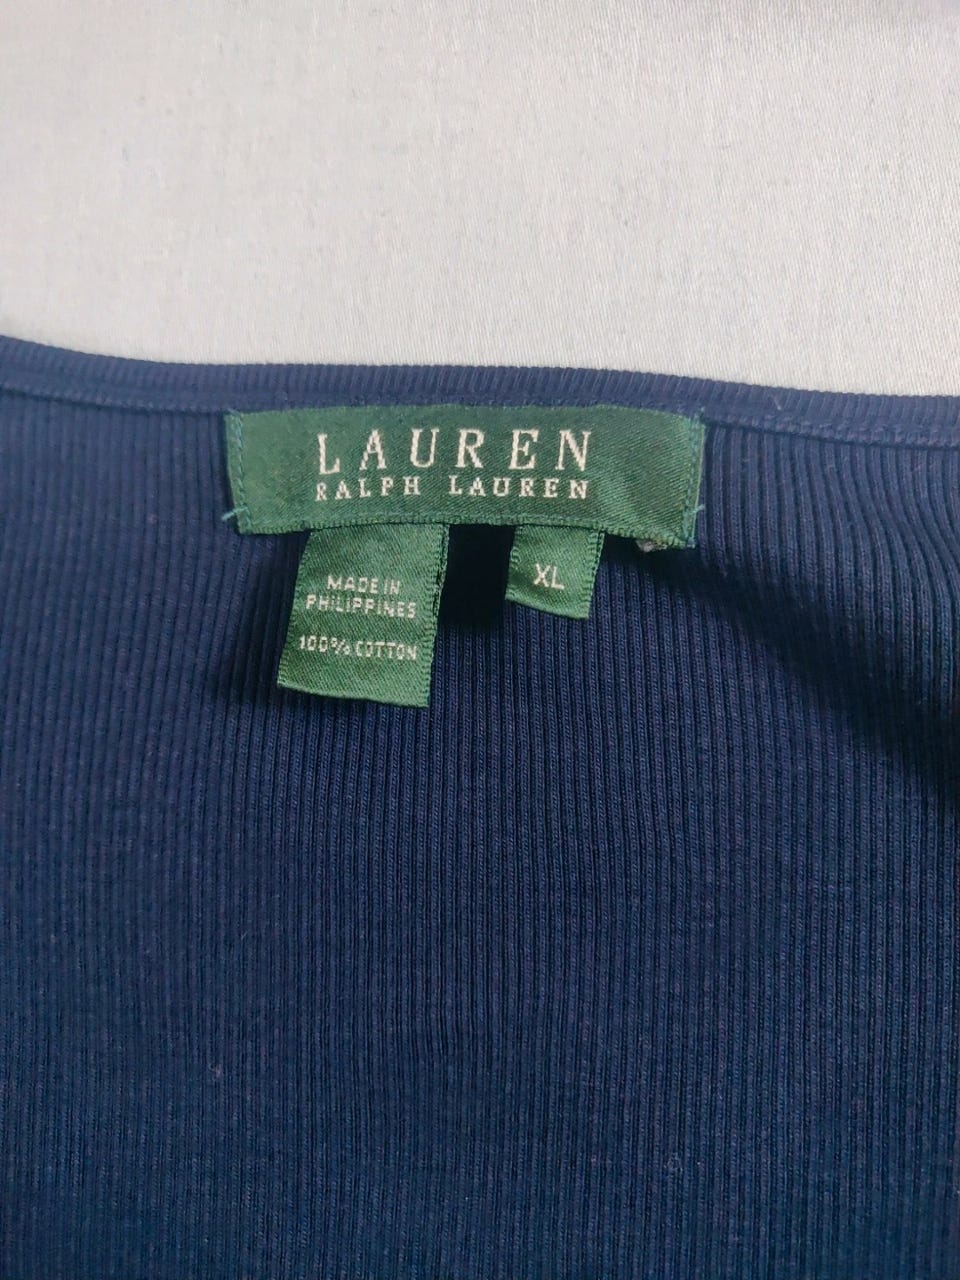 LAUREN
RALPH LAUREN
MADE IN
PHILIPPINES
100% COTTON
XL